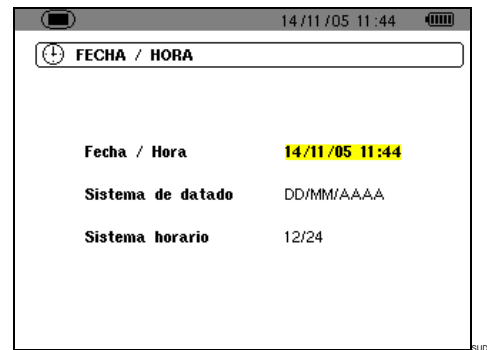 14/11/05 11:44
FECHA / HORA
Fecha / Hora 14/11/05 11:44
Sistema de datado DD/MM/AAAA
Sistema horario 12/24